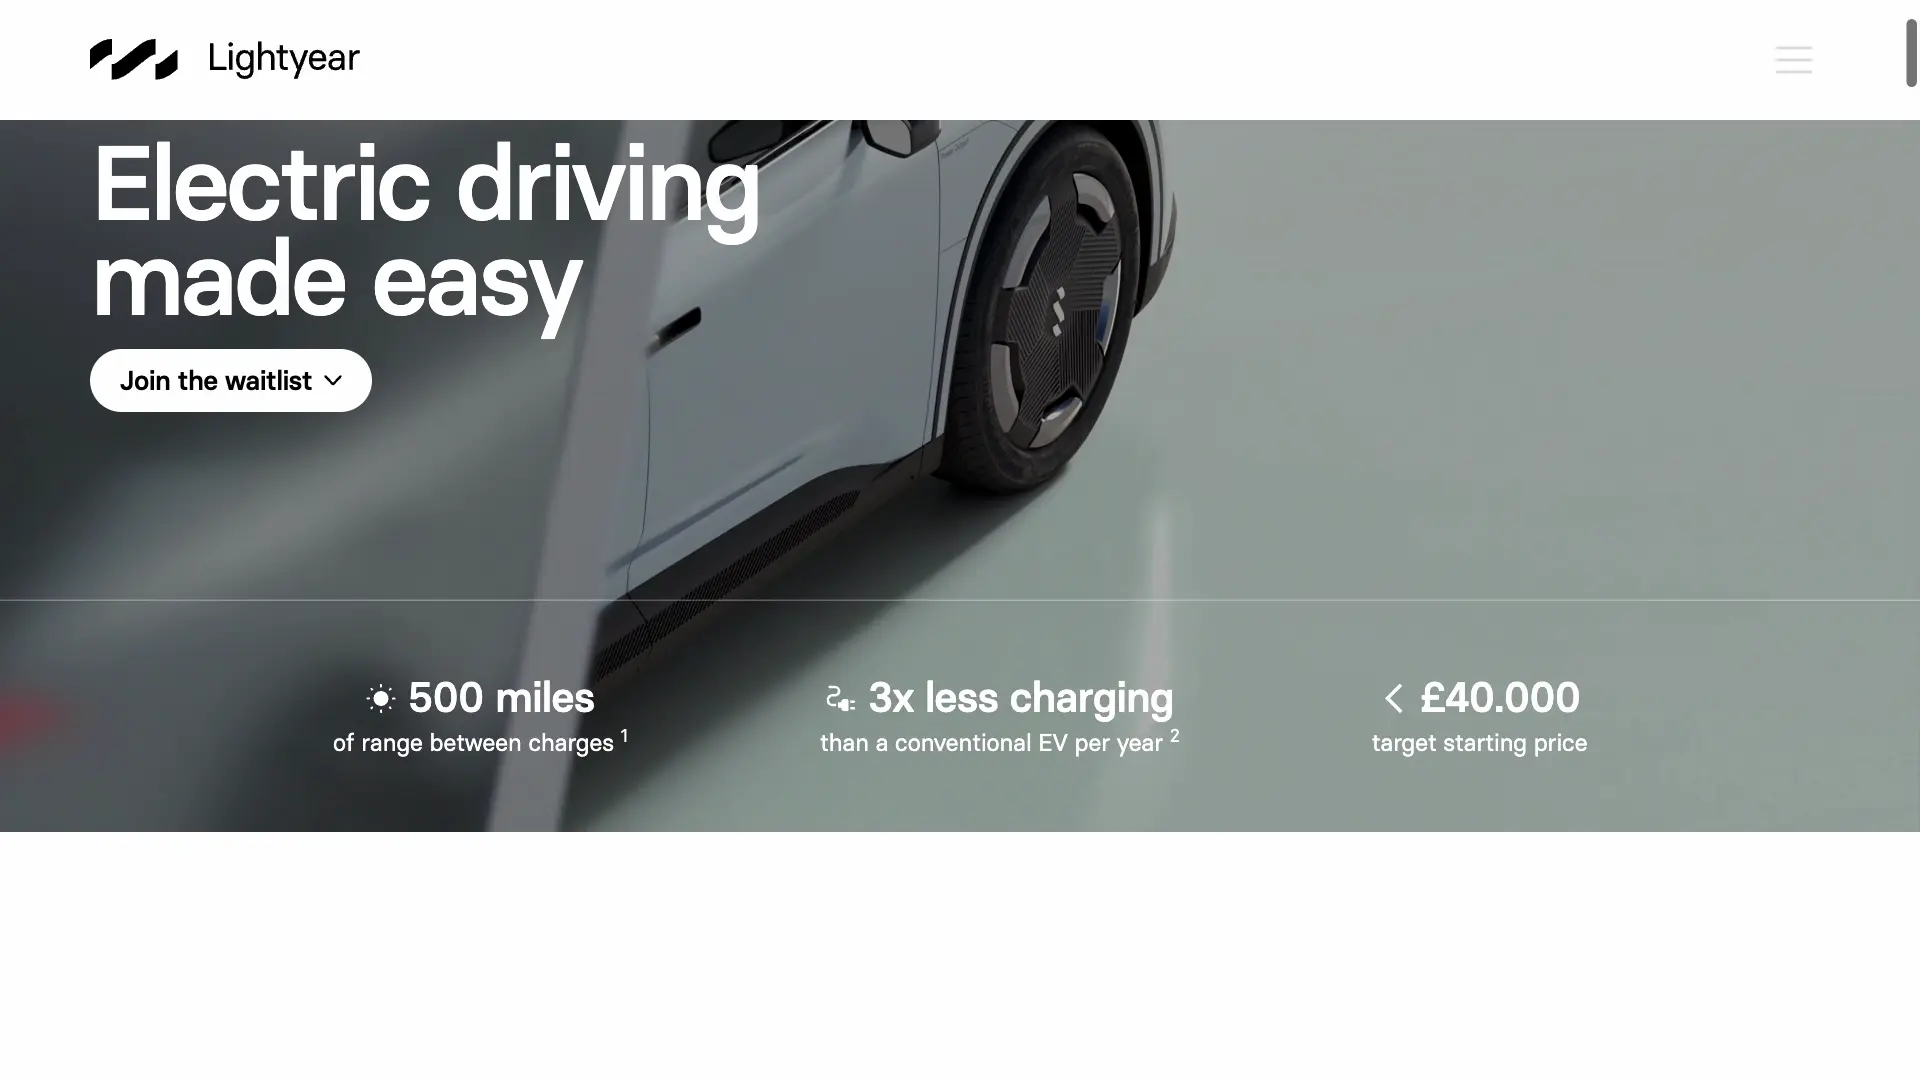 Lightyear
Electric driving
made easy
Join the waitlist
500 miles
of range between charges 1
3x less charging
than a conventional EV per year 2
< £40.000
target starting price